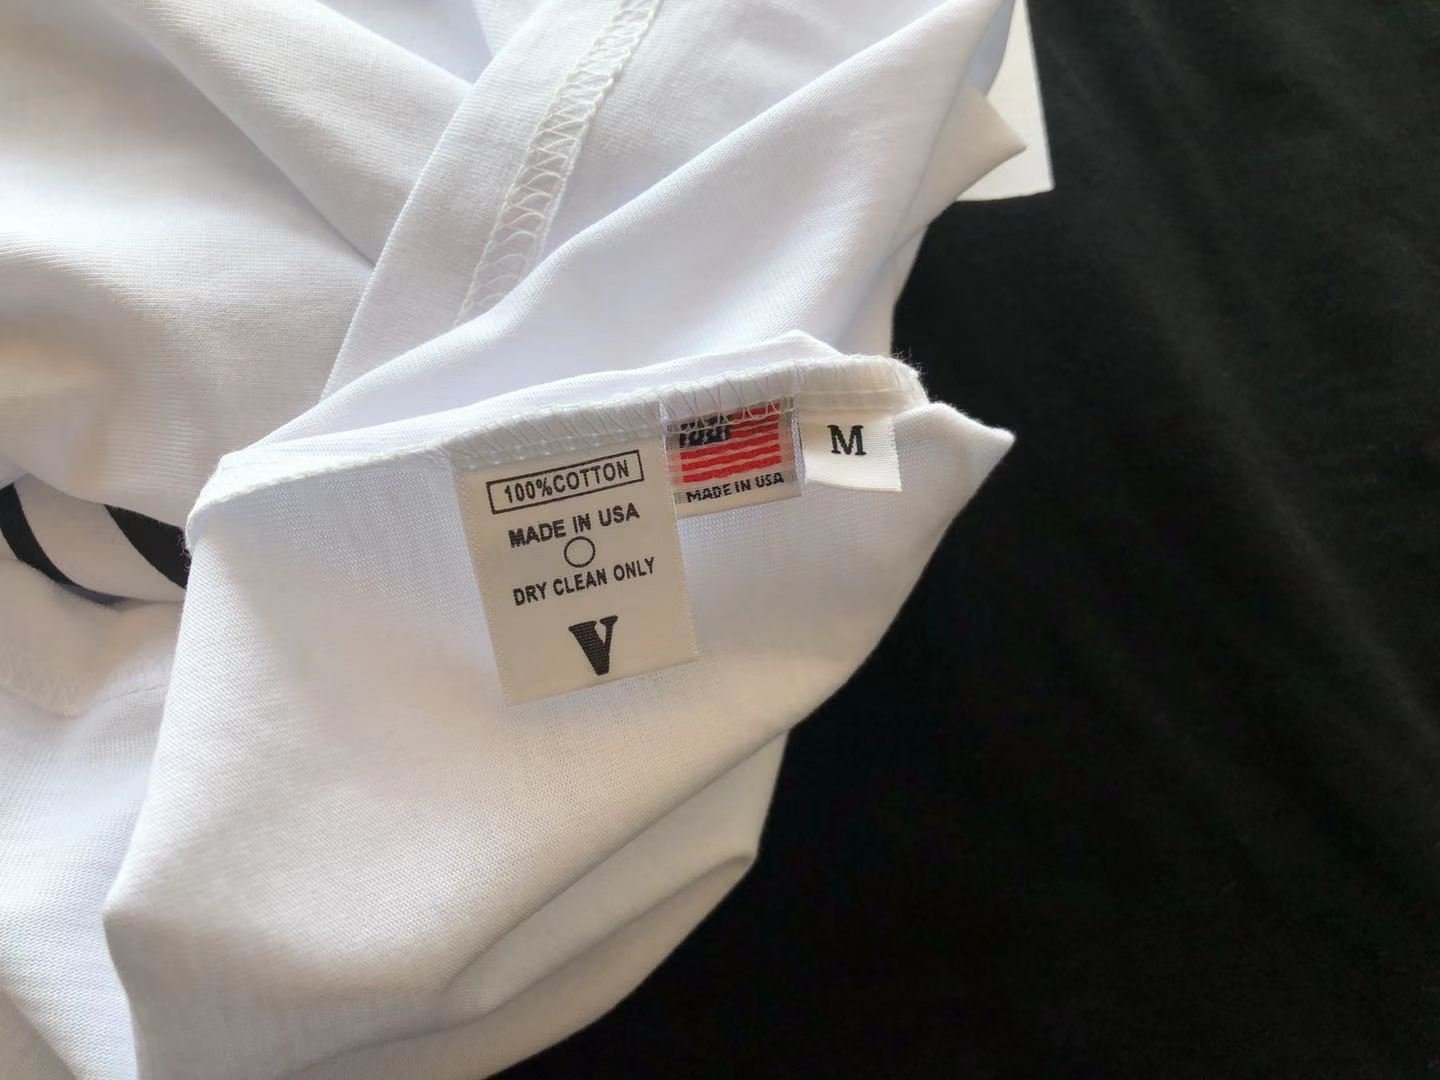 100%COTTON
MADE IN USA
DRY CLEAN ONLY
V
MADE IN USA
M